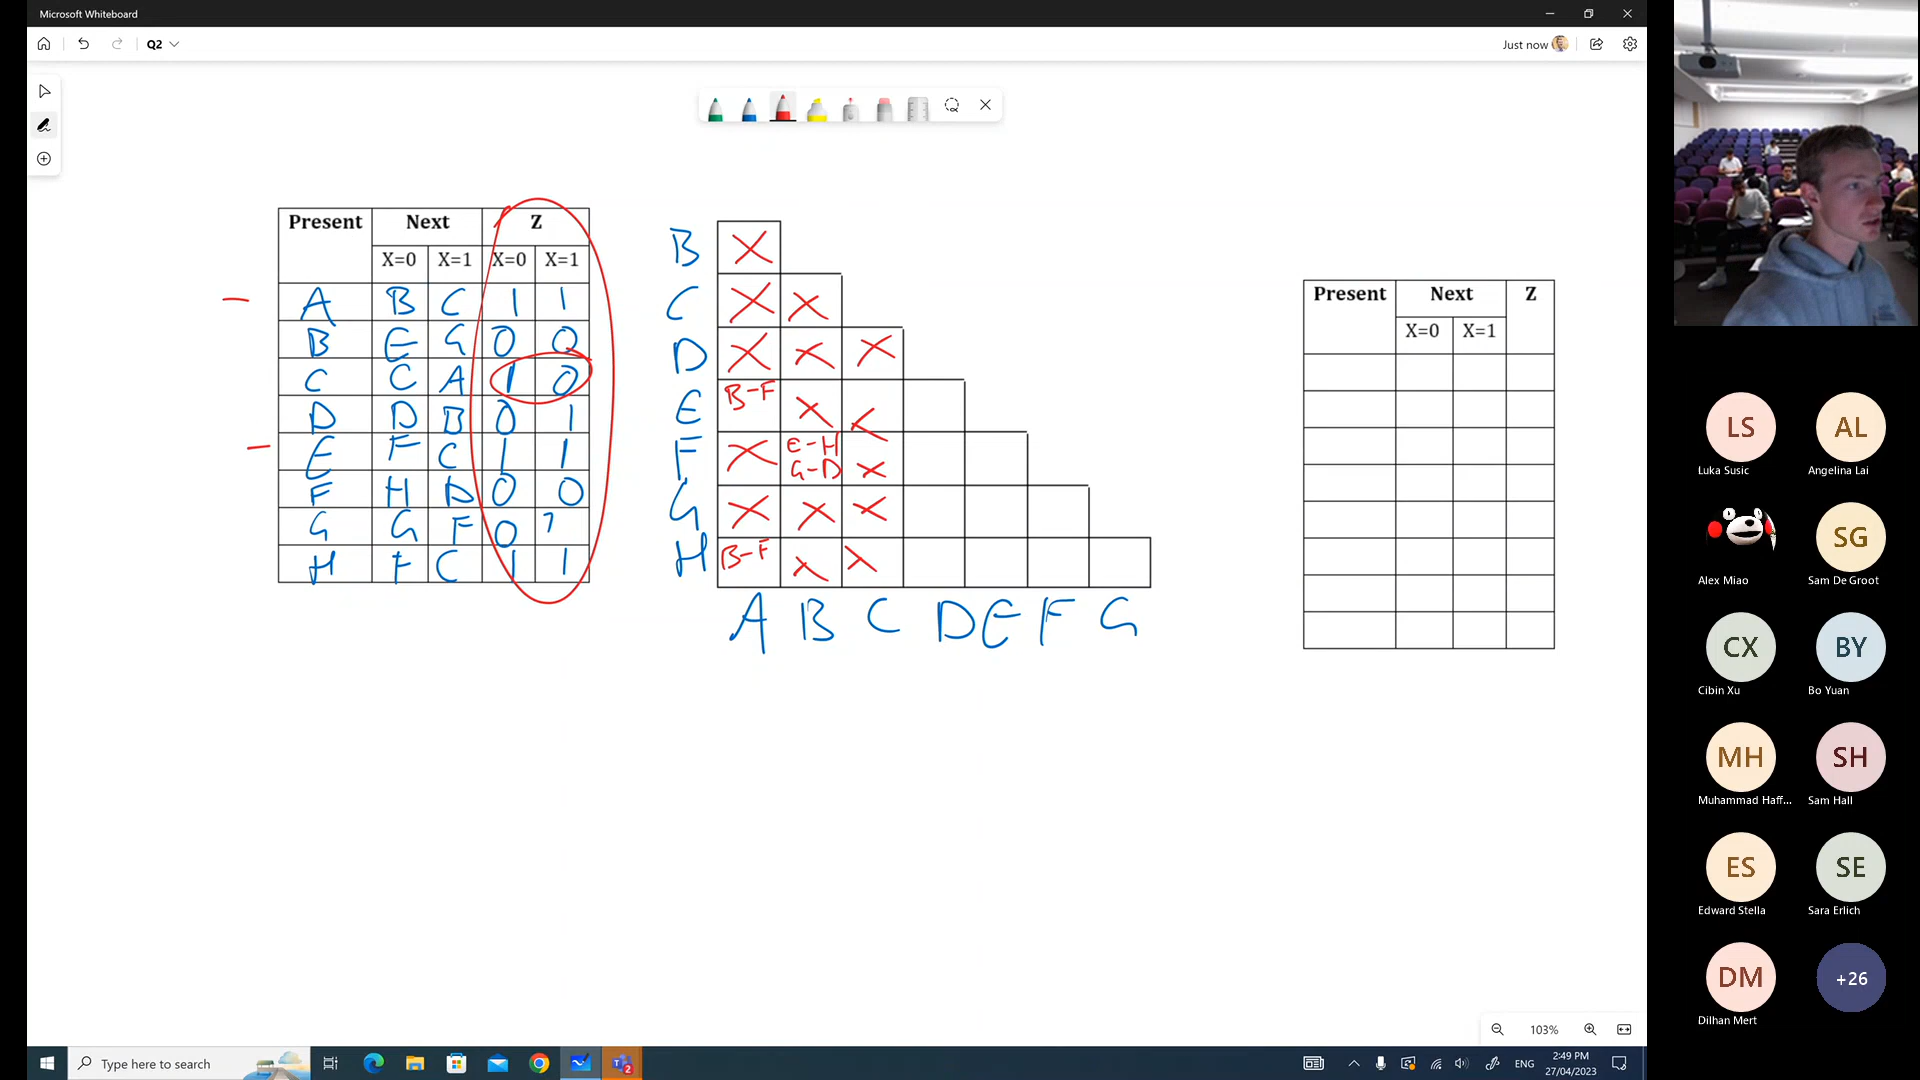 Microsoft Whiteboard
Q2
Just now
Present Next Z
X=0 X=1 X=0 X=1
A B C 1 1
B E G 0 0
C C A 1 0
D D B 0 1
E F C 1 1
F H D 0 0
G G F 0 1
H F C 1 1
B X
C X X
D X X X
E B-F X X
F X E-H G-D X
G X X X
H B-F X X
A B C D E F G
Present Next Z
X=0 X=1
LS AL
Luka Susic Angelina Lai
SG
Alex Miao Sam De Groot
CX BY
Cibin Xu Bo Yuan
MH SH
Muhammad Haff... Sam Hall
ES SE
Edward Stella Sara Erlich
DM +26
Dilhan Mert
103%
Type here to search
2
ENG
2:49 PM
27/04/2023